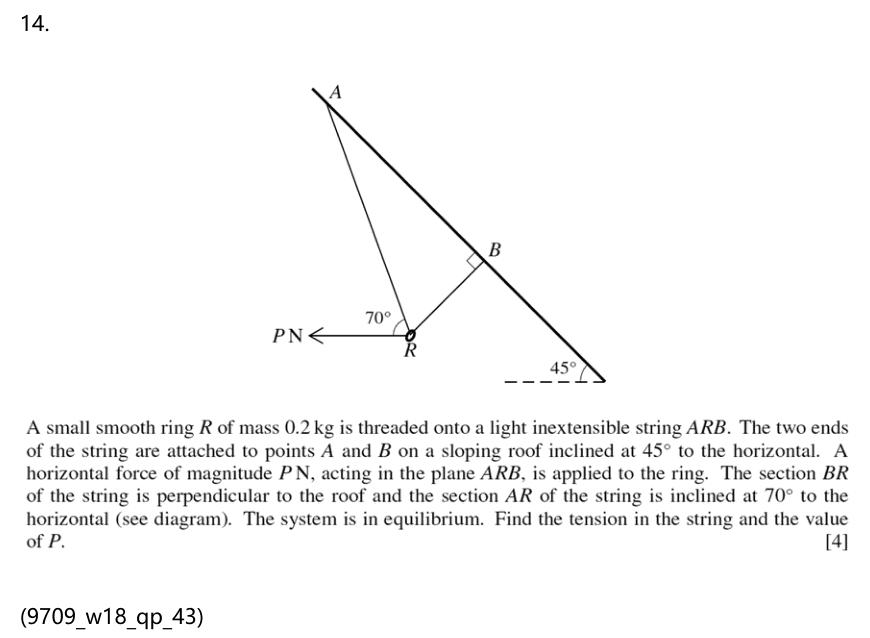 14.
A
B
70°
PN
R
45°
A small smooth ring R of mass 0.2 kg is threaded onto a light inextensible string ARB. The two ends
of the string are attached to points A and B on a sloping roof inclined at 45° to the horizontal. A
horizontal force of magnitude P N, acting in the plane ARB, is applied to the ring. The section BR
of the string is perpendicular to the roof and the section AR of the string is inclined at 70° to the
horizontal (see diagram). The system is in equilibrium. Find the tension in the string and the value
of P. [4]
(9709_w18_qp_43)